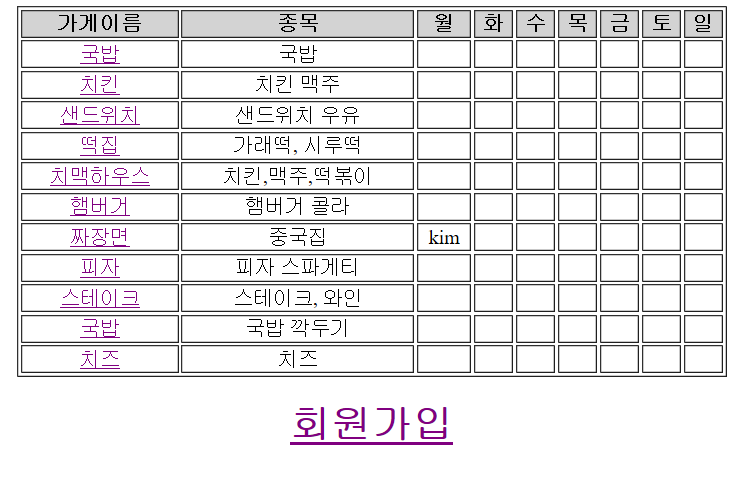 가게이름 종목 월 화 수 목 금 토 일
국밥 국밥
치킨 치킨 맥주
샌드위치 샌드위치 우유
떡집 가래떡, 시루떡
치맥하우스 치킨,맥주,떡볶이
햄버거 햄버거 콜라
짜장면 중국집 kim
피자 피자 스파게티
스테이크 스테이크, 와인
국밥 국밥 깍두기
치즈 치즈
회원가입